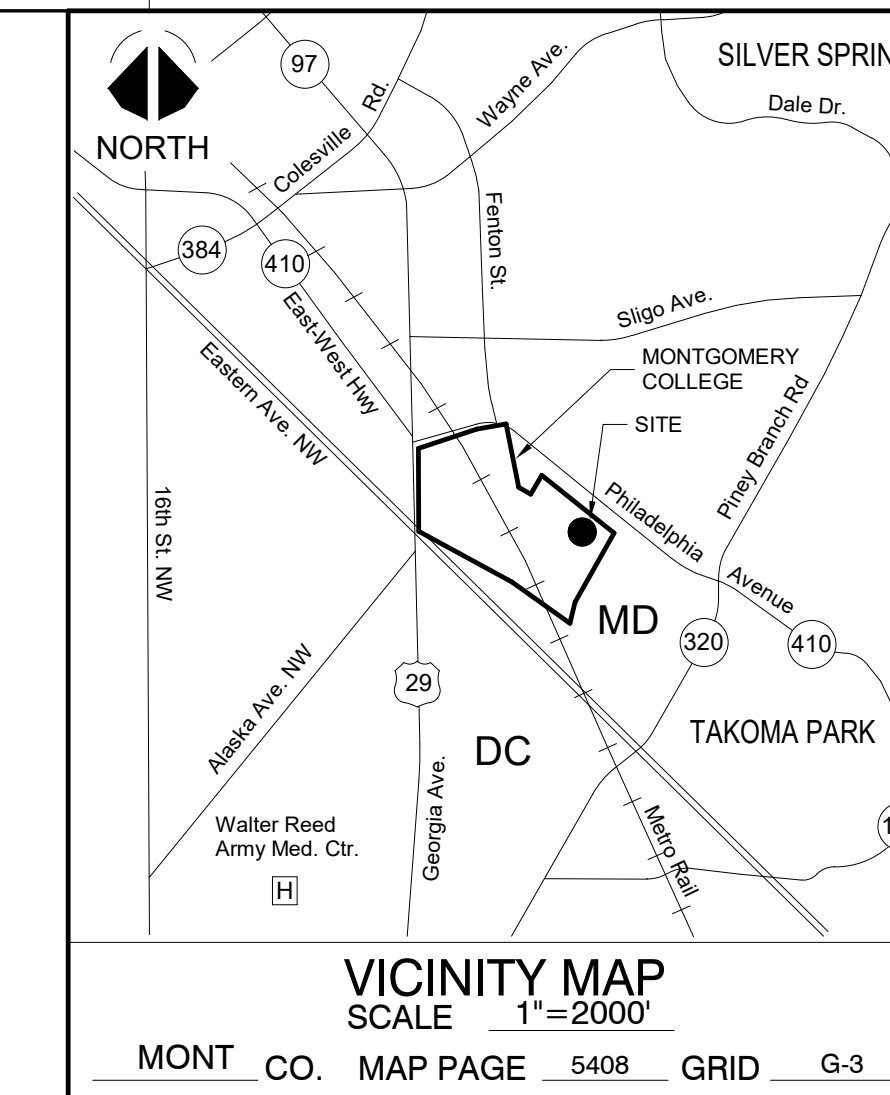 97
SILVER SPRIN
Wayne Ave.
Rd.
Dale Dr.
NORTH
Colesville
Fenton St.
384
410
East-West Hwy
Sligo Ave.
Eastern Ave. NW
MONTGOMERY
COLLEGE
Piney Branch Rd
SITE
16th St. NW
Philadelphia
Avenue
MD
320
410
Alaska Ave. NW
29
DC
TAKOMA PARK
Georgia Ave.
Metro Rail
Walter Reed
Army Med. Ctr.
H
1
VICINITY MAP
SCALE 1"=2000'
MONT CO. MAP PAGE 5408 GRID G-3